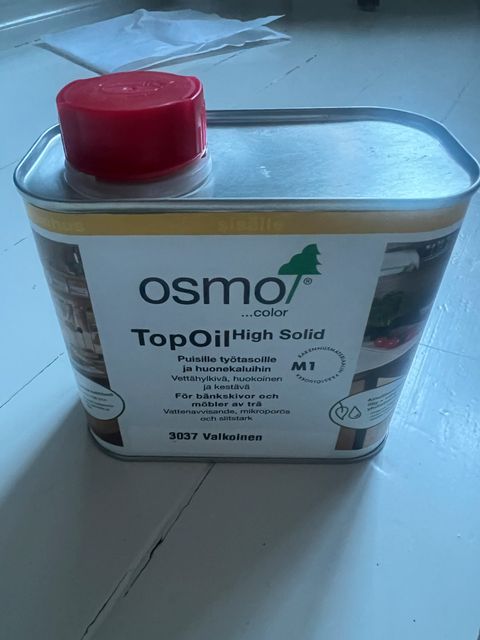 sisälle
osmo
...color
TopOil High Solid
Puisille työtasoille
ja huonekaluihin
Vettähylkivä, huokoinen
ja kestävä
För bänkskivor och
möbler av trä
Vattenavvisande, mikroporös
och slitstark
3037 Valkoinen
M1